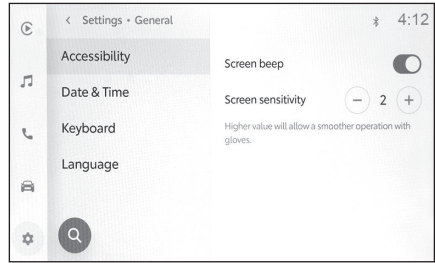 < Settings • General
4:12
Accessibility
Date & Time
Keyboard
Language
Screen beep
Screen sensitivity
− 2 +
Higher value will allow a smoother operation with
gloves.